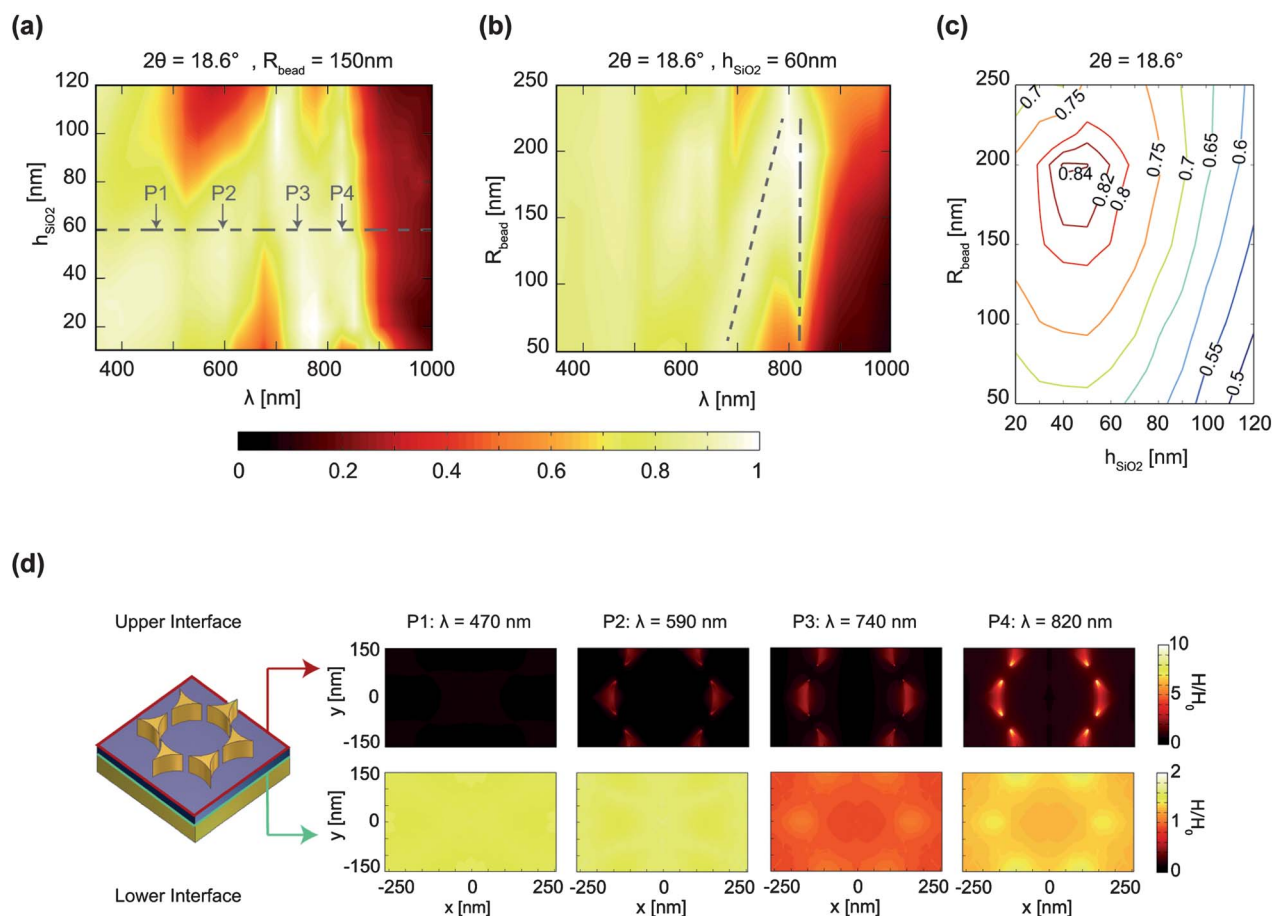 (a)
2θ = 18.6° , R_bead = 150nm
h_SiO2 [nm]
120
100
80
60
40
20
P1 P2 P3 P4
400 600 800 1000
λ [nm]
(b)
2θ = 18.6° , h_SiO2 = 60nm
R_bead [nm]
250
200
150
100
50
400 600 800 1000
λ [nm]
(c)
2θ = 18.6°
R_bead [nm]
250
200
150
100
50
0.7 0.75 0.65 0.6
0.84 0.82 0.8 0.75 0.7
0.55
0.5
20 40 60 80 100 120
h_SiO2 [nm]
0 0.2 0.4 0.6 0.8 1
(d)
Upper Interface
Lower Interface
P1: λ = 470 nm P2: λ = 590 nm P3: λ = 740 nm P4: λ = 820 nm
y [nm]
150
0
-150
10
5
0
H/H₀
y [nm]
150
0
-150
2
1
0
H/H₀
-250 0 250 -250 0 250 -250 0 250 -250 0 250
x [nm] x [nm] x [nm] x [nm]